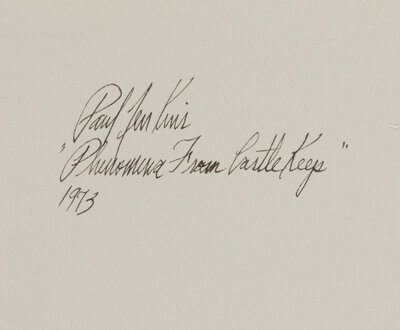 Paul Jenkins
"Phenomena From Castle Keep"
1973